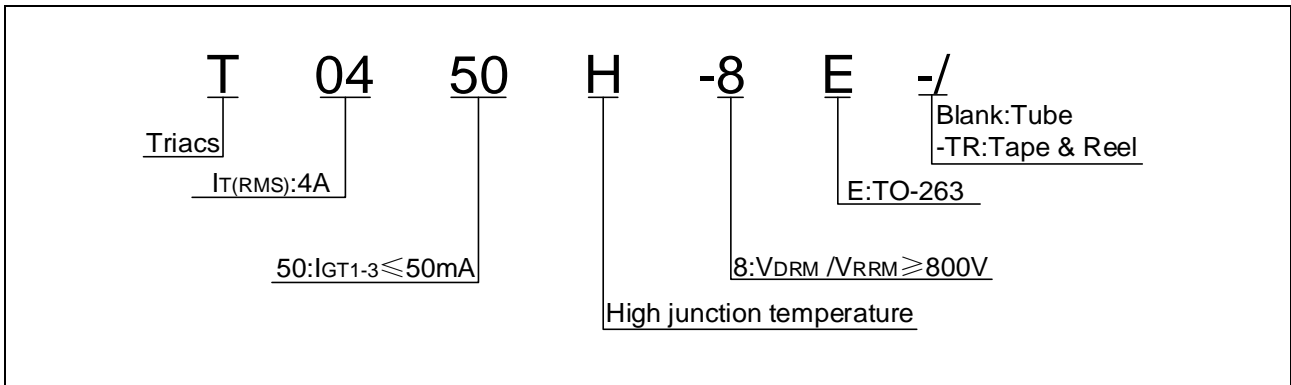 T 04 50 H -8 E -/
Blank:Tube
Triacs
-TR:Tape & Reel
IT(RMS):4A
E:TO-263
50:IGT1-3≤50mA
8:VDRM /VRRM≥800V
High junction temperature